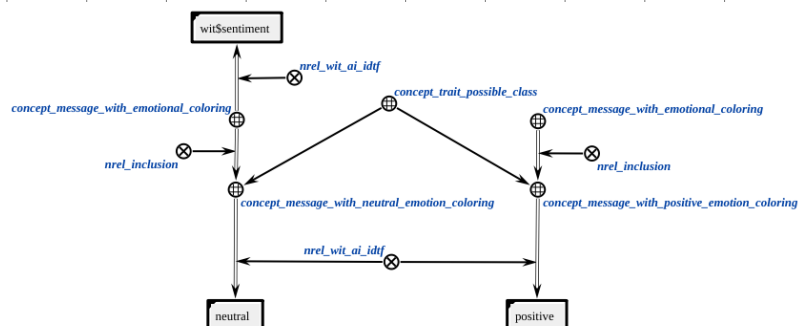 wit$sentiment
nrel_wit_ai_idtf
concept_trait_possible_class
concept_message_with_emotional_coloring
concept_message_with_emotional_coloring
nrel_inclusion
nrel_inclusion
concept_message_with_neutral_emotion_coloring
concept_message_with_positive_emotion_coloring
nrel_wit_ai_idtf
neutral
positive